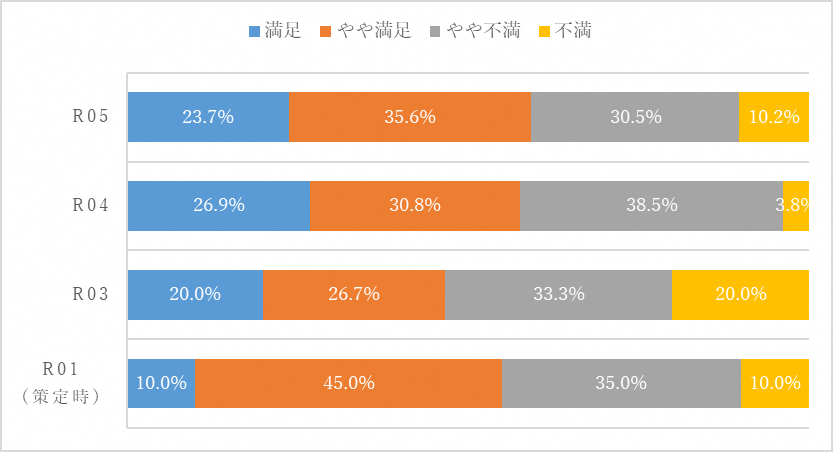 満足 やや満足 やや不満 不満
R05 23.7% 35.6% 30.5% 10.2%
R04 26.9% 30.8% 38.5% 3.8%
R03 20.0% 26.7% 33.3% 20.0%
R01
（策定時） 10.0% 45.0% 35.0% 10.0%